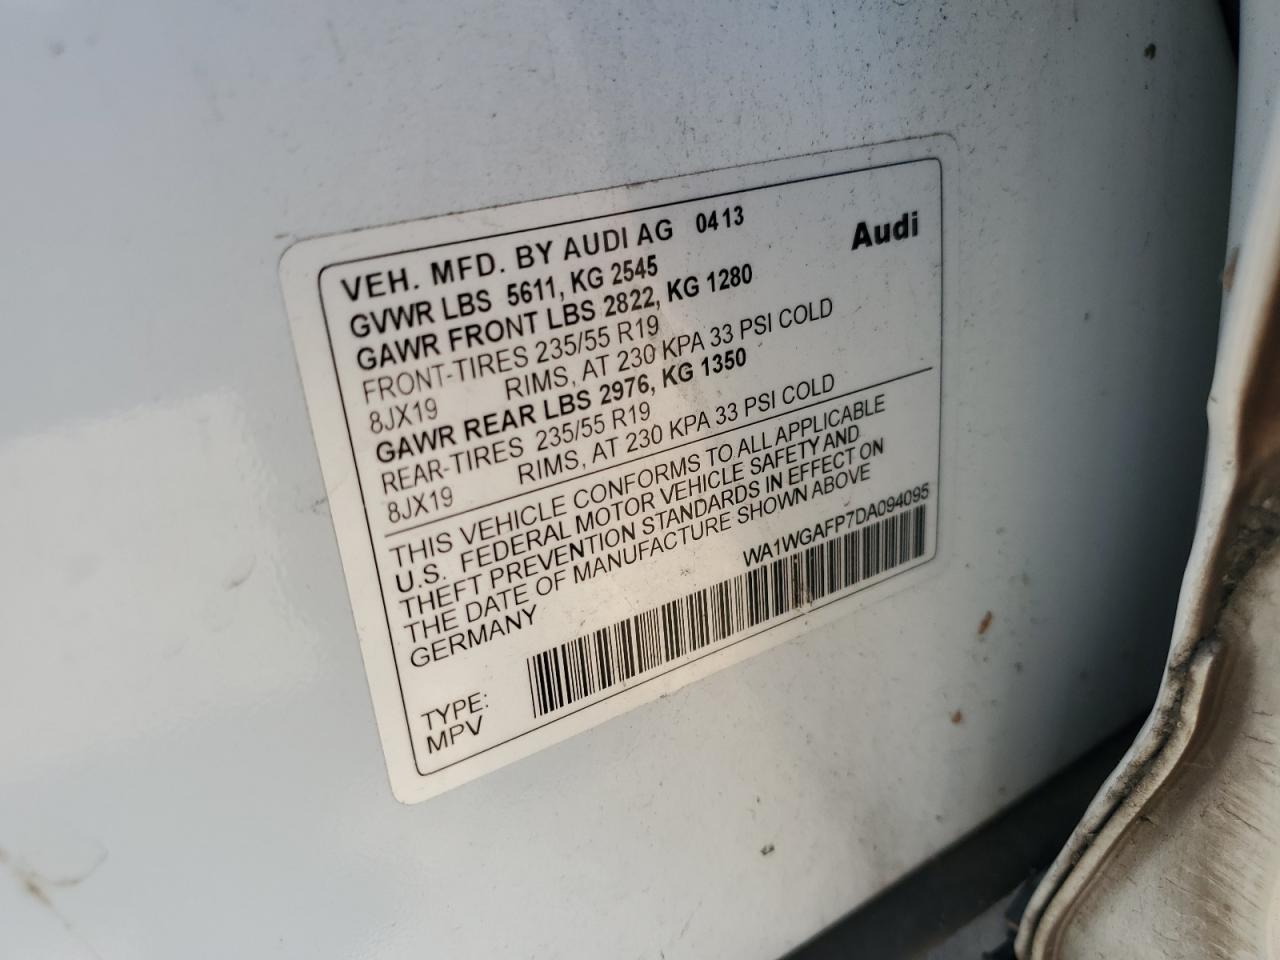 VEH. MFD. BY AUDI AG 0413
Audi
GVWR LBS 5611, KG 2545
GAWR FRONT LBS 2822, KG 1280
FRONT-TIRES 235/55 R19
8JX19 RIMS, AT 230 KPA 33 PSI COLD
GAWR REAR LBS 2976, KG 1350
REAR-TIRES 235/55 R19
8JX19 RIMS, AT 230 KPA 33 PSI COLD
THIS VEHICLE CONFORMS TO ALL APPLICABLE
U.S. FEDERAL MOTOR VEHICLE SAFETY AND
THEFT PREVENTION STANDARDS IN EFFECT ON
THE DATE OF MANUFACTURE SHOWN ABOVE
GERMANY
WA1WGAFP7DA094095
TYPE:
MPV